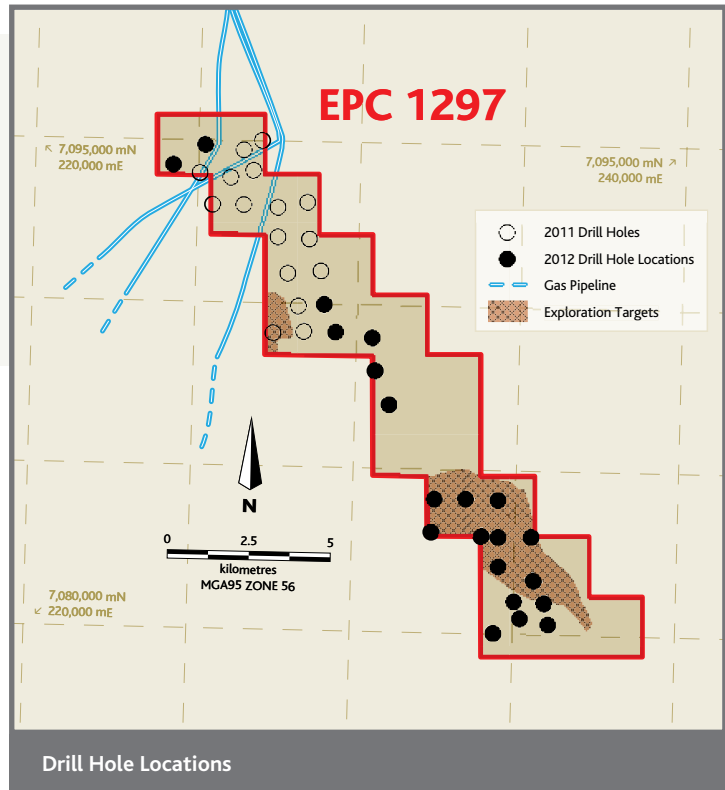 EPC 1297
7,095,000 mN
220,000 mE
7,095,000 mN
240,000 mE
2011 Drill Holes
2012 Drill Hole Locations
Gas Pipeline
Exploration Targets
N
0 2.5 5
kilometres
MGA95 ZONE 56
7,080,000 mN
220,000 mE
Drill Hole Locations